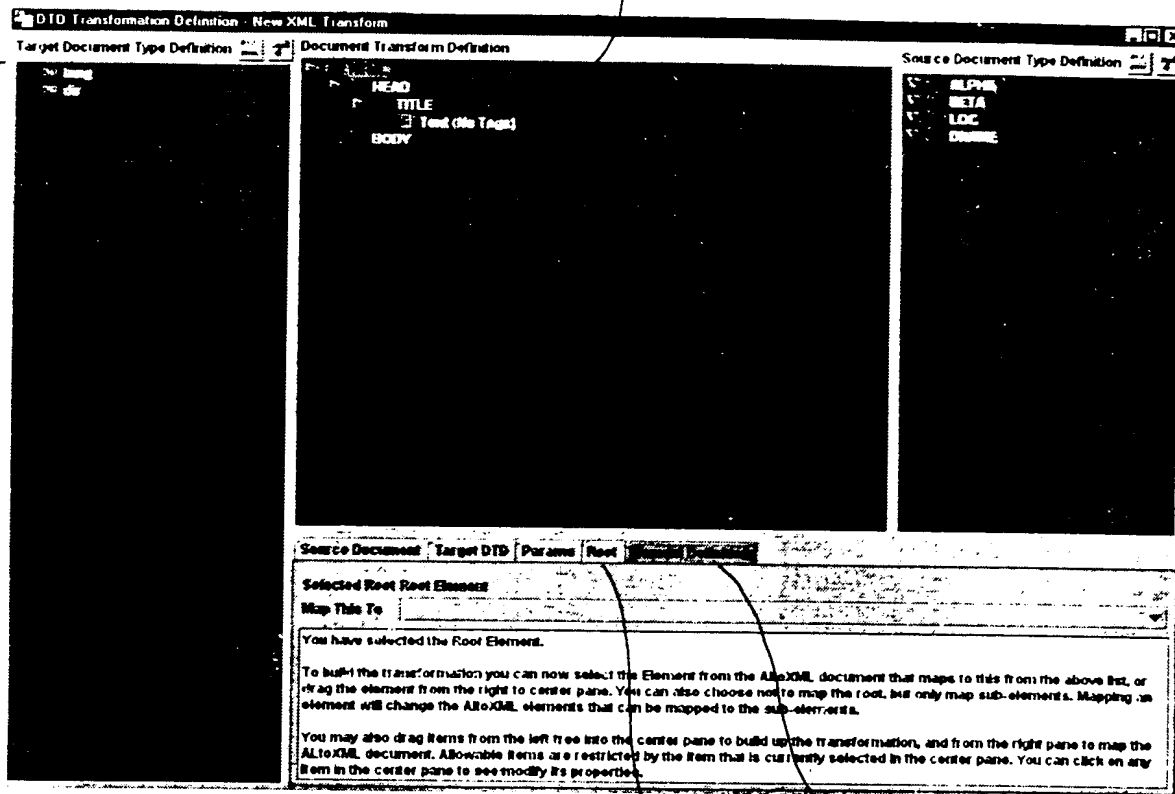 DTD Transformation Definition - New XML Transform
Target Document Type Definition
lang
dir
Document Transform Definition
HEAD
TITLE
Text (No Tags)
BODY
Source Document Type Definition
ALPHA
BETA
LOC
Source Document Target DTD Params Root
Selected Root Root Element
Map This To
You have selected the Root Element.
To build the transformation you can now select the Element from the AltoXML document that maps to this from the above list, or
drag the element from the right to center pane. You can also choose not to map the root, but only map sub-elements. Mapping an
element will change the AltoXML elements that can be mapped to the sub-elements.
You may also drag items from the left tree into the center pane to build up the transformation, and from the right pane to map the
ALtoXML document. Allowable items are restricted by the item that is currently selected in the center pane. You can click on any
item in the center pane to see modify its properties.